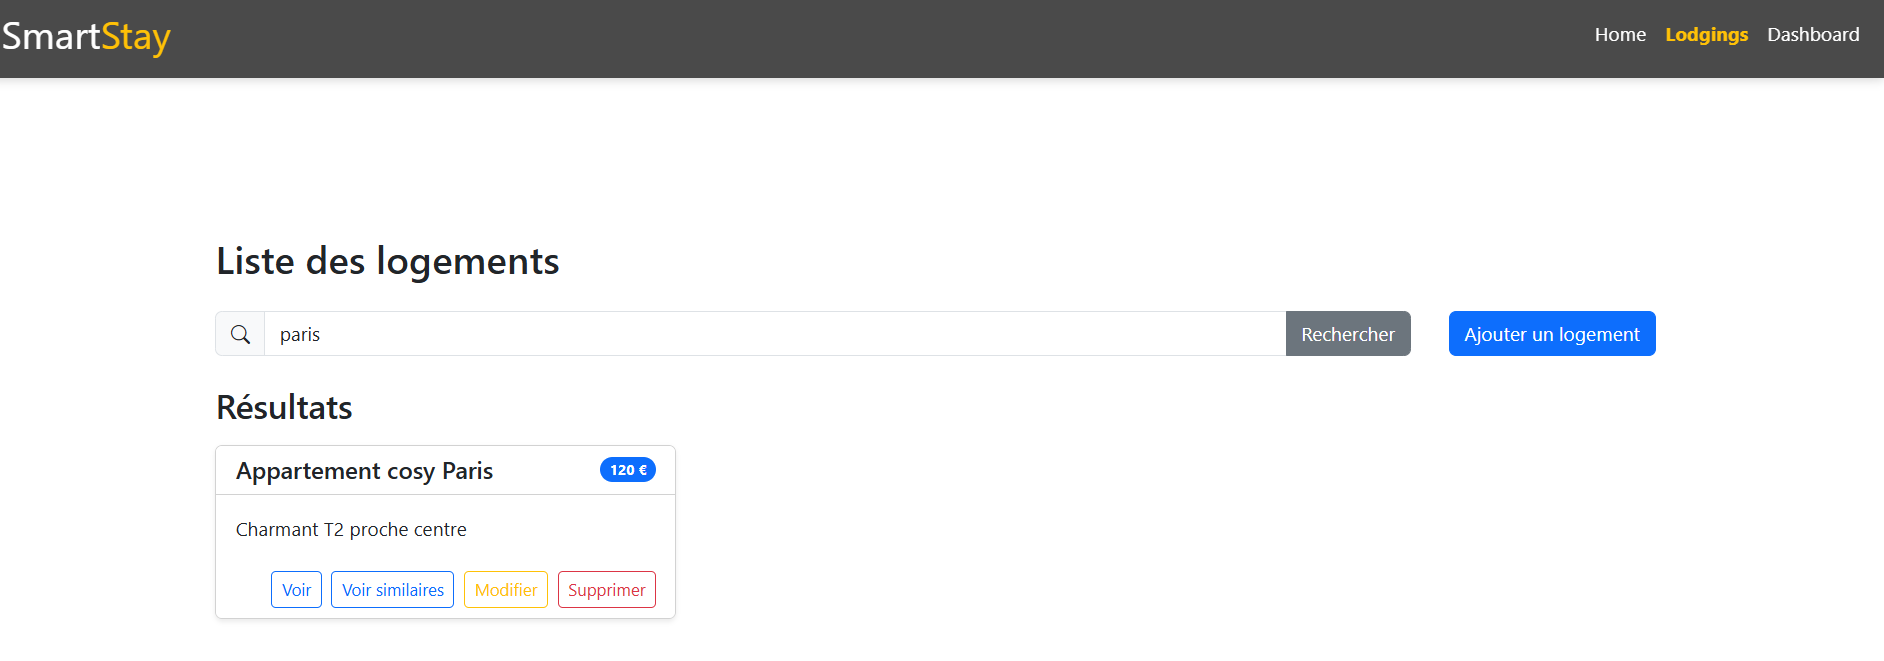 SmartStay
Home Lodgings Dashboard
Liste des logements
paris Rechercher Ajouter un logement
Résultats
Appartement cosy Paris 120 €
Charmant T2 proche centre
Voir Voir similaires Modifier Supprimer